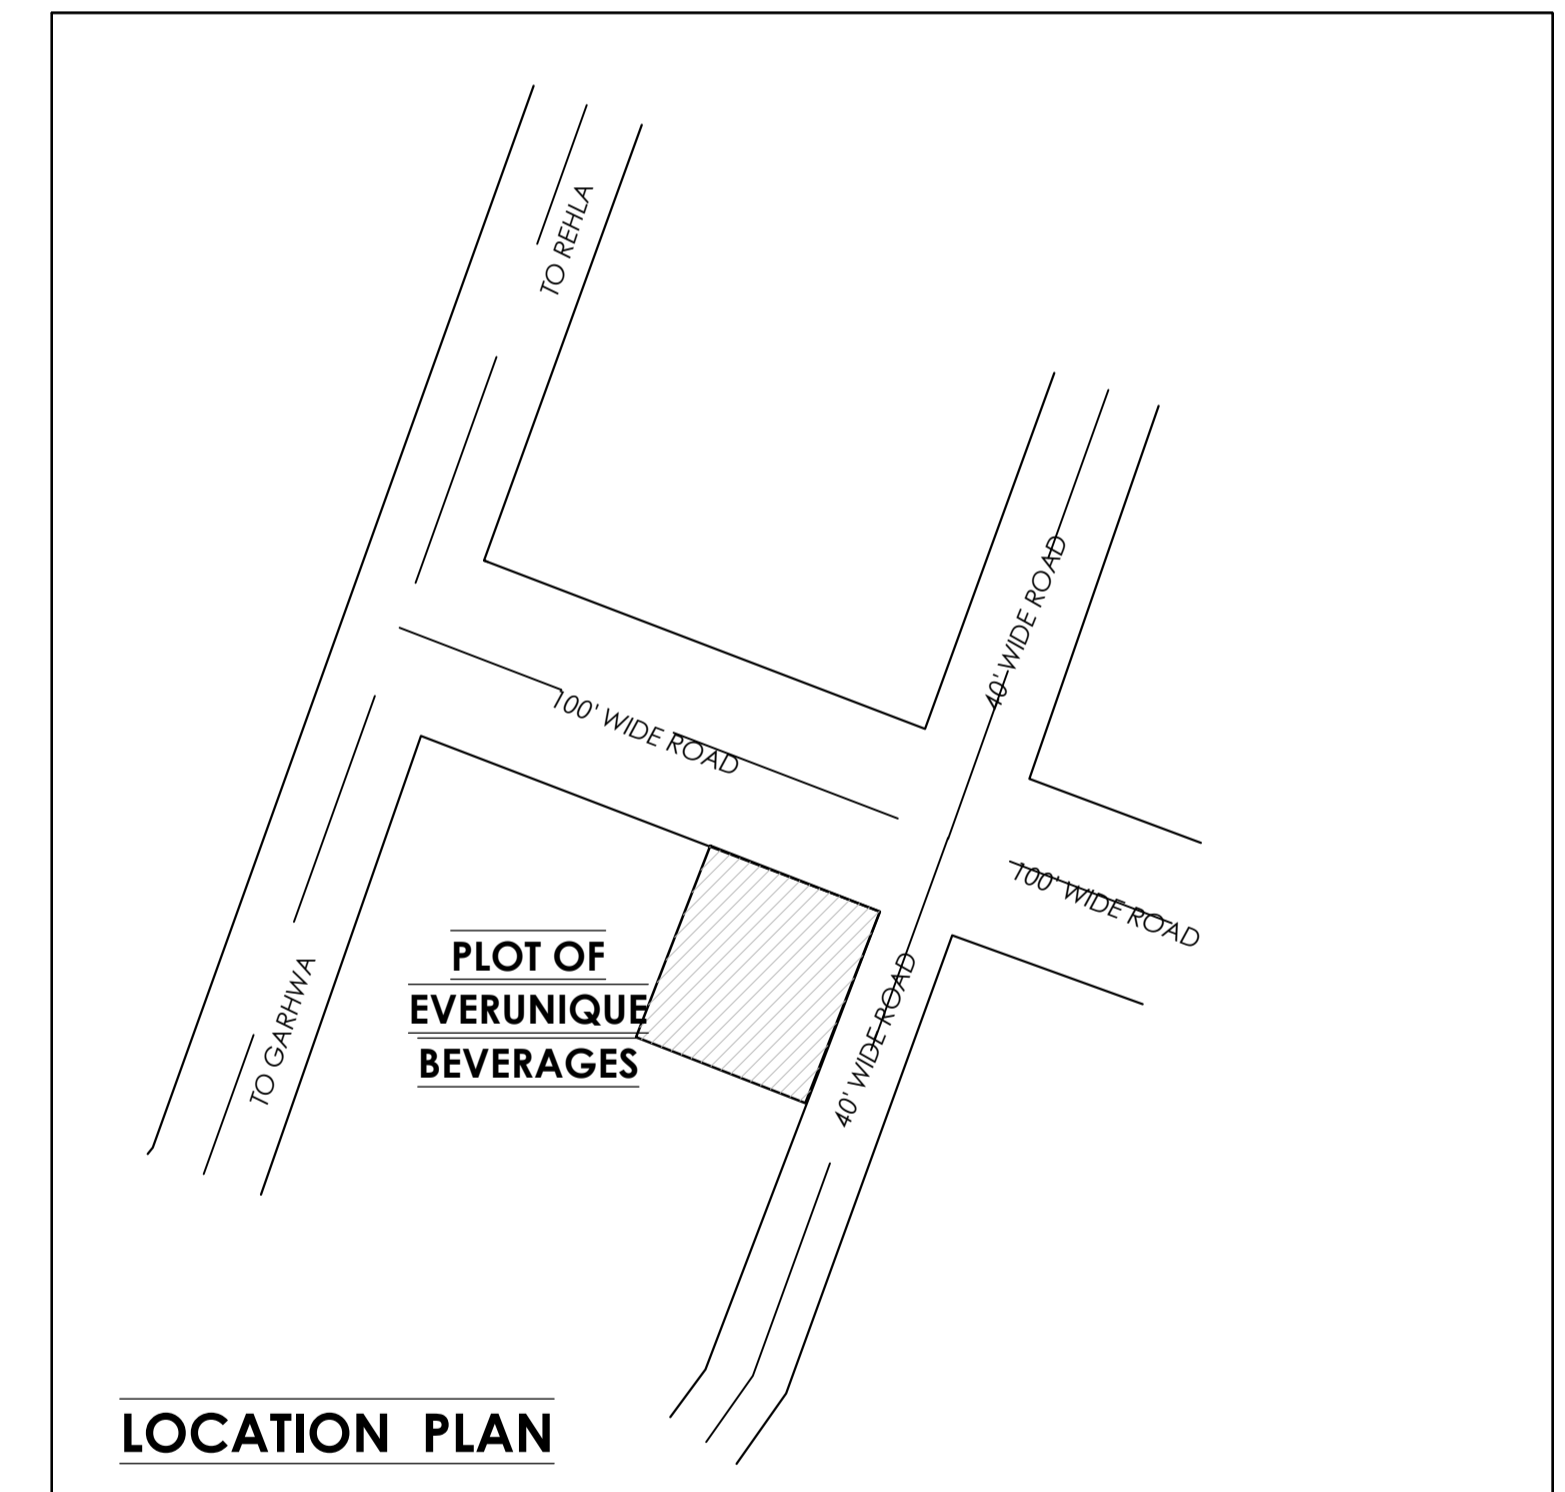 TO REHLA
40' WIDE ROAD
100' WIDE ROAD
100' WIDE ROAD
PLOT OF
EVERUNIQUE
BEVERAGES
TO GARHWA
40' WIDE ROAD
LOCATION PLAN